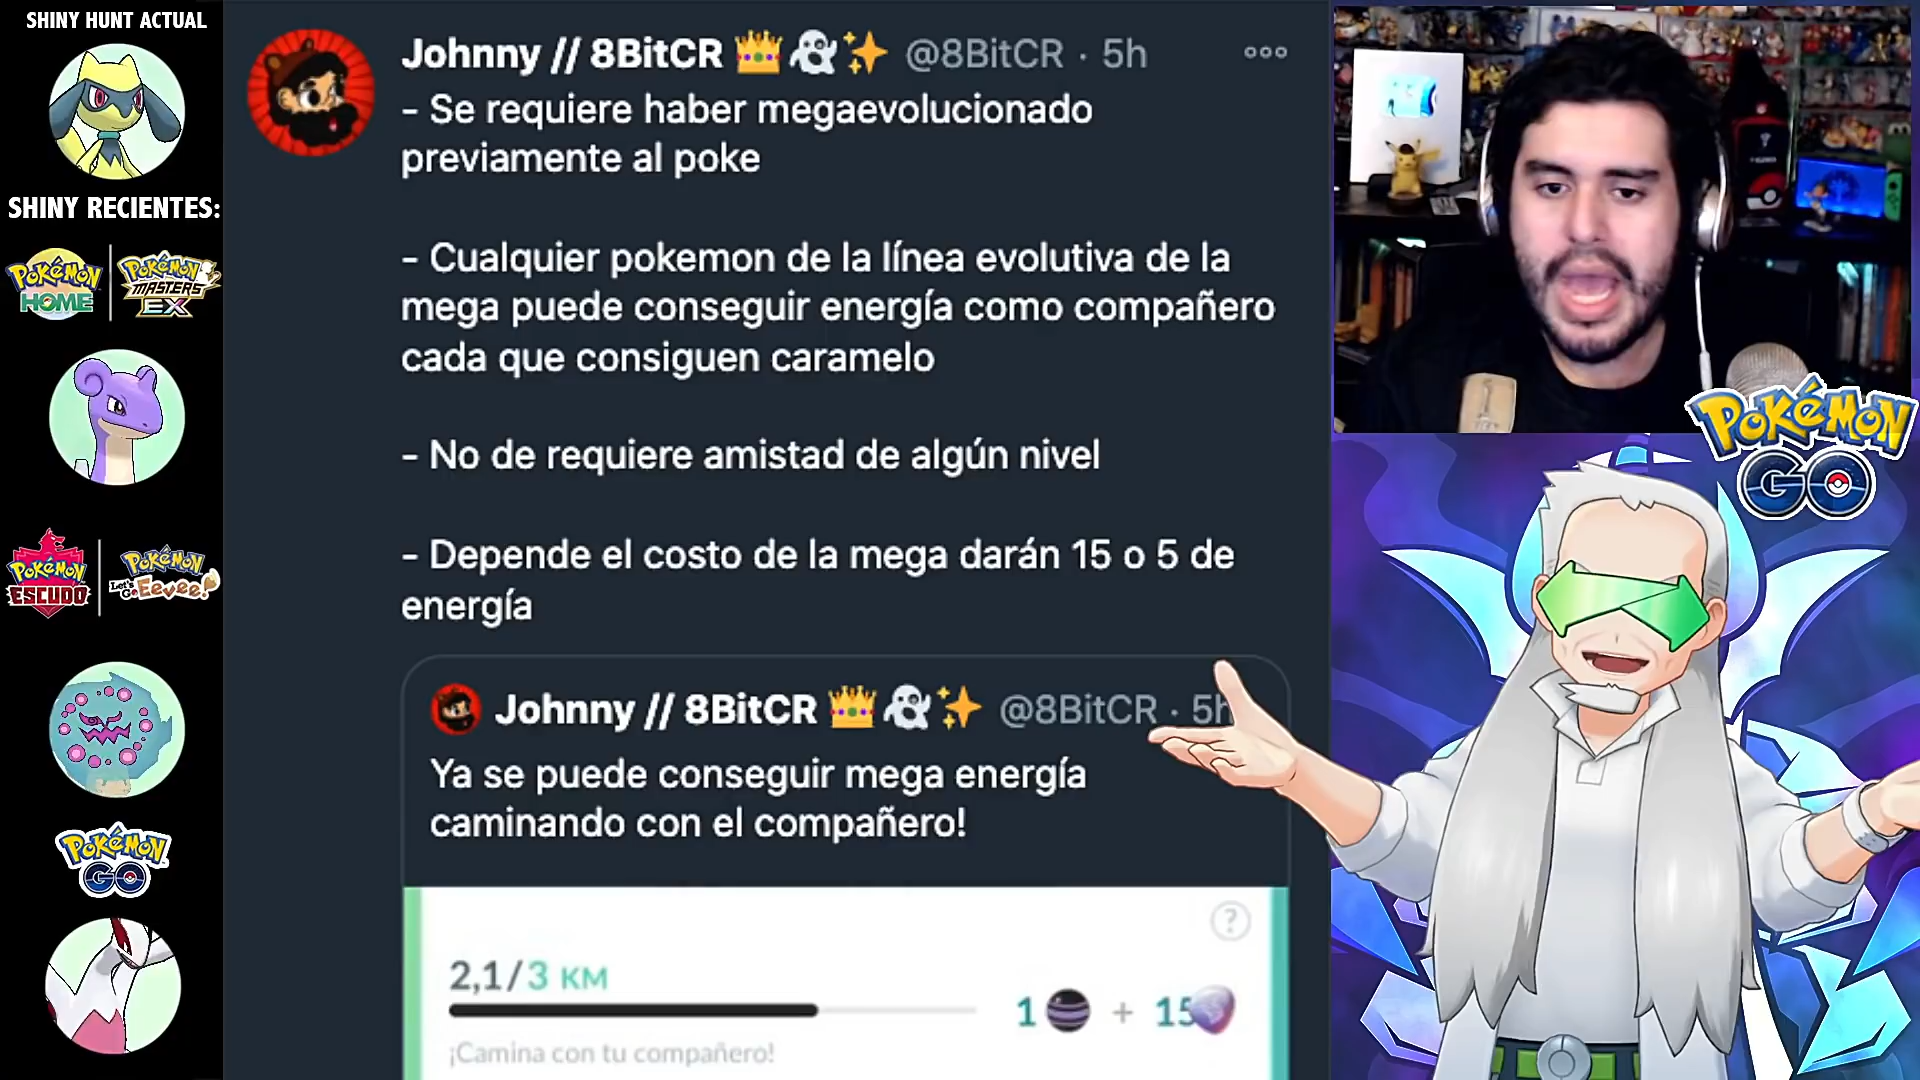 SHINY HUNT ACTUAL
SHINY RECIENTES:
POKÉMON
HOME
POKÉMON
MASTERS
EX
POKÉMON
ESCUDO
POKÉMON
Let's Go Eevee!
POKÉMON
GO
Johnny // 8BitCR 👑👻✨ @8BitCR · 5h
- Se requiere haber megaevolucionado
previamente al poke
- Cualquier pokemon de la línea evolutiva de la
mega puede conseguir energía como compañero
cada que consiguen caramelo
- No de requiere amistad de algún nivel
- Depende el costo de la mega darán 15 o 5 de
energía
Johnny // 8BitCR 👑👻✨ @8BitCR · 5h
Ya se puede conseguir mega energía
caminando con el compañero!
?
2,1/3 KM
1 + 15
¡Camina con tu compañero!
POKÉMON
GO